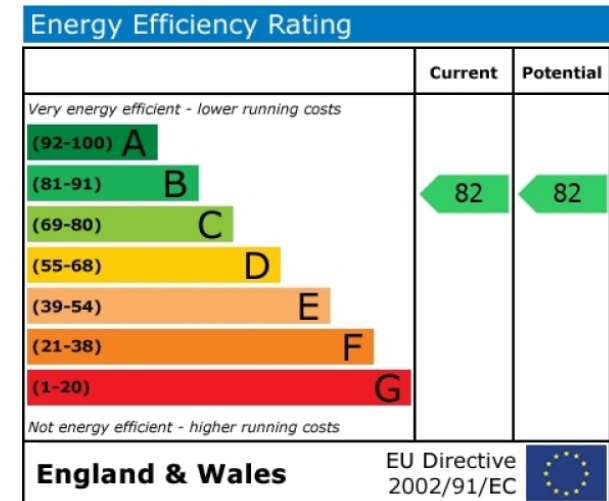 Energy Efficiency Rating
Current Potential
Very energy efficient - lower running costs
(92-100) A
(81-91) B
82 82
(69-80) C
(55-68) D
(39-54) E
(21-38) F
(1-20) G
Not energy efficient - higher running costs
England & Wales
EU Directive
2002/91/EC